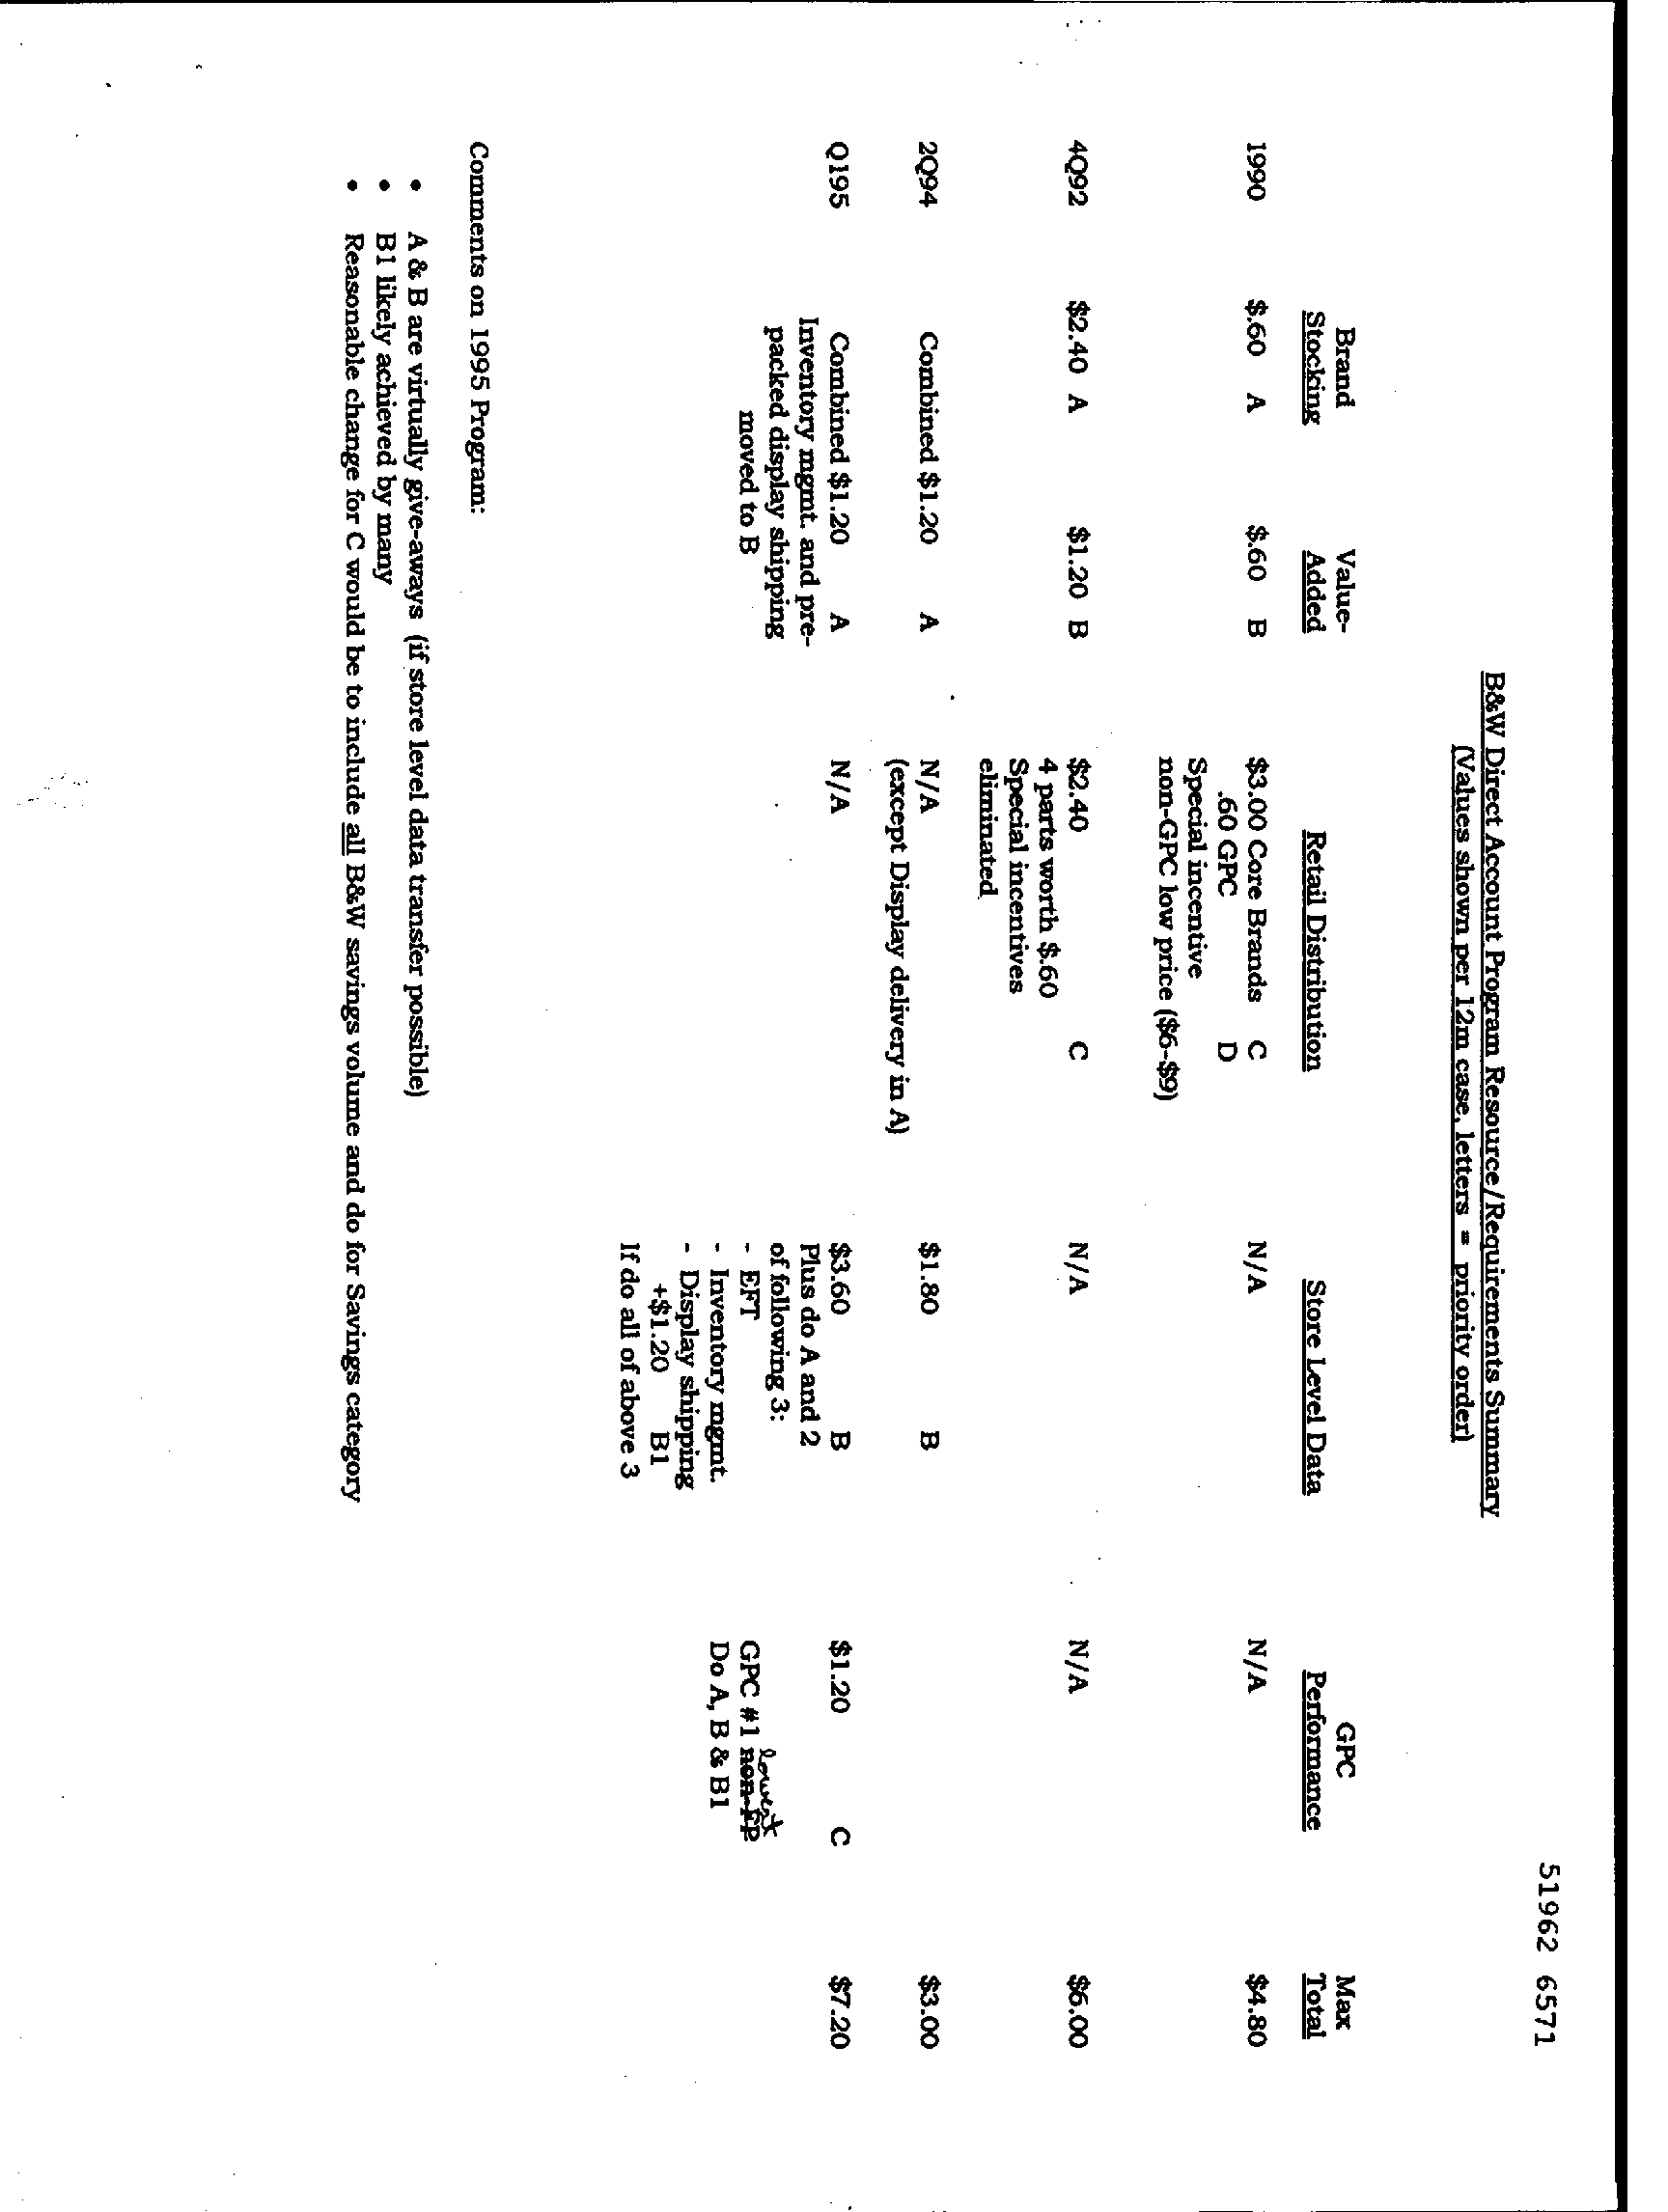 51962 6571
B&W Direct Account Program Resource/Requirements Summary
(Values shown per 12m case, letters = priority order)
Brand Value- GPC Max
Stocking Added Retail Distribution Store Level Data Performance Total
1990 $.60 A $.60 B $3.00 Core Brands C N/A N/A $4.80
.60 GPC D
Special incentive
non-GPC low price ($6-$9)
4Q92 $2.40 A $1.20 B $2.40 C N/A N/A $6.00
4 parts worth $.60
Special incentives
eliminated
2Q94 Combined $1.20 A N/A $1.80 B $3.00
(except Display delivery in A)
Q195 Combined $1.20 A N/A $3.60 B $1.20 C $7.20
Inventory mgmt. and pre- Plus do A and 2
packed display shipping of following 3: lowest
moved to B - EFT GPC #1 non-FP
- Inventory mgmt. Do A, B & B1
- Display shipping
+$1.20 B1
If do all of above 3
Comments on 1995 Program:
• A & B are virtually give-aways (if store level data transfer possible)
• B1 likely achieved by many
• Reasonable change for C would be to include all B&W savings volume and do for Savings category